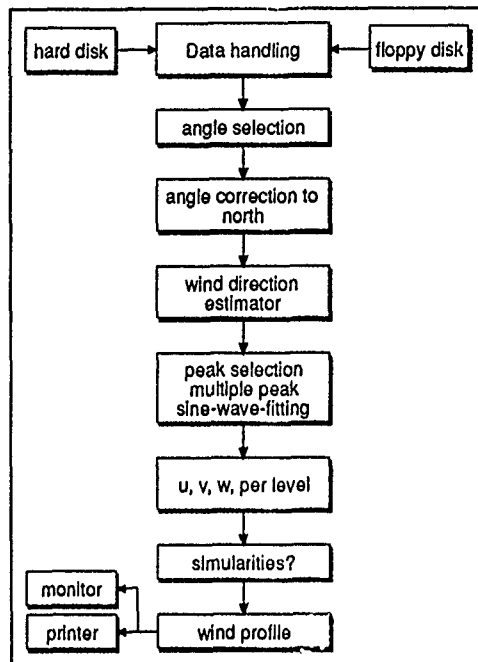 hard disk
Data handling
floppy disk
angle selection
angle correction to
north
wind direction
estimator
peak selection
multiple peak
sine-wave-fitting
u, v, w, per level
simularities?
monitor
printer
wind profile